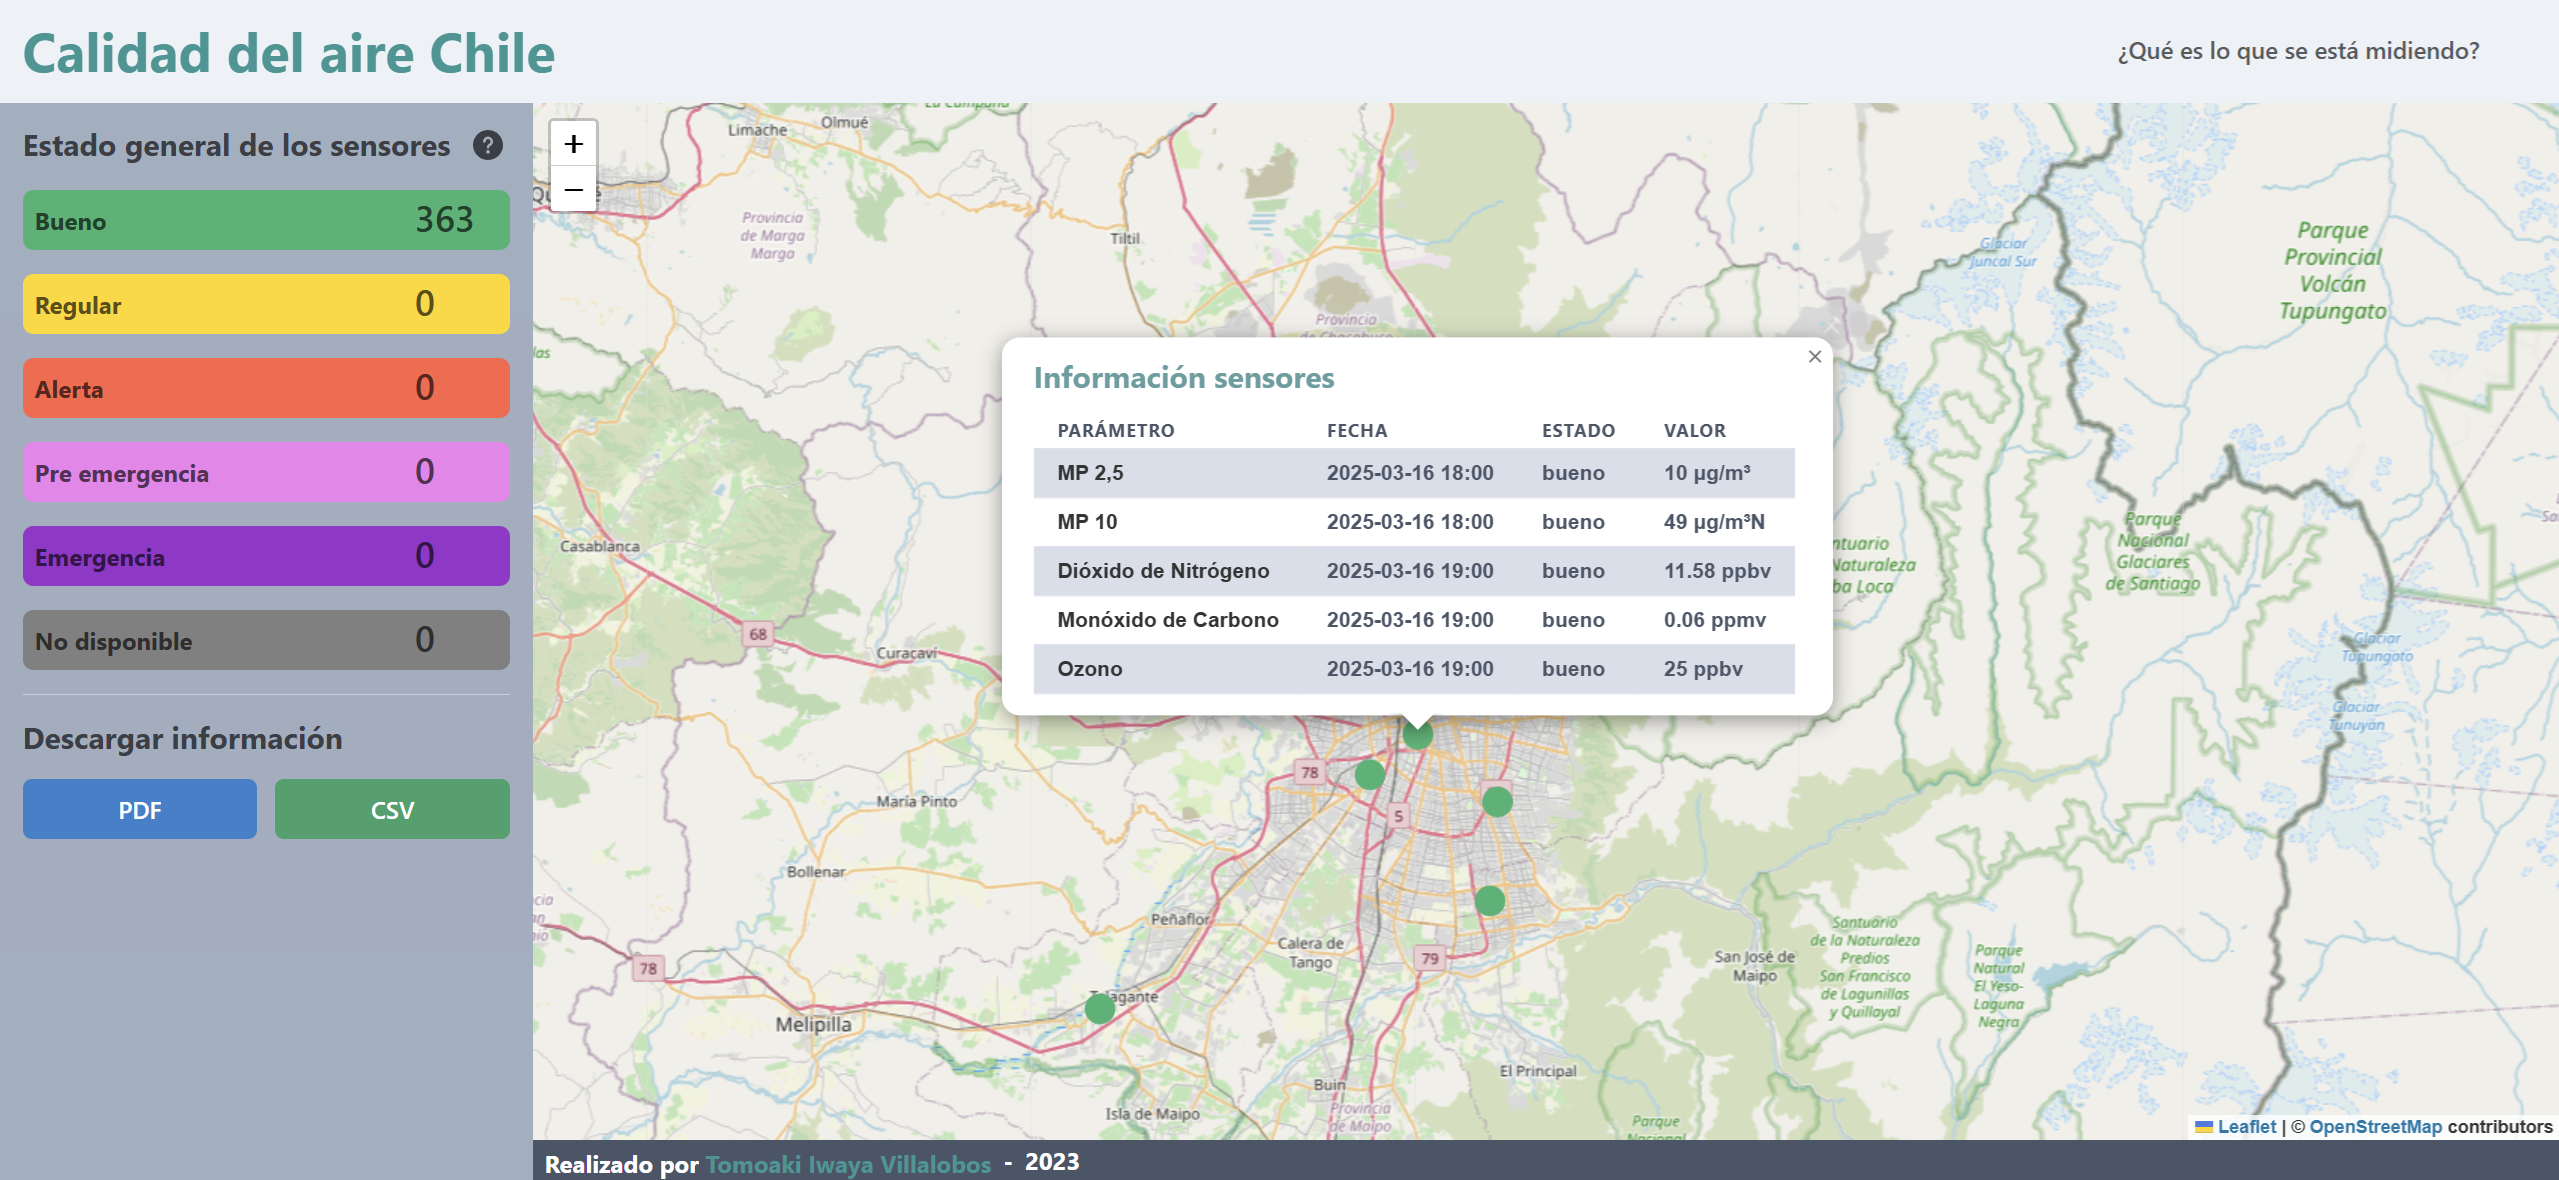 Calidad del aire Chile
¿Qué es lo que se está midiendo?
Estado general de los sensores ?
Bueno 363
Regular 0
Alerta 0
Pre emergencia 0
Emergencia 0
No disponible 0
Descargar información
PDF CSV
+
−
La Campana
Limache
Olmué
Provincia
de Marga
Marga
Tiltil
Provincia
de Chacabuco
Glaciar
Juncal Sur
Parque
Provincial
Volcán
Tupungato
×
Información sensores
PARÁMETRO FECHA ESTADO VALOR
MP 2,5 2025-03-16 18:00 bueno 10 µg/m³
MP 10 2025-03-16 18:00 bueno 49 µg/m³N
Dióxido de Nitrógeno 2025-03-16 19:00 bueno 11.58 ppbv
Monóxido de Carbono 2025-03-16 19:00 bueno 0.06 ppmv
Ozono 2025-03-16 19:00 bueno 25 ppbv
Casablanca
68
Curacaví
ntuario
Naturaleza
ba Loca
Parque
Nacional
Glaciares
de Santiago
Glaciar
Tupungato
Glaciar
Tunuyán
78
5
María Pinto
Bollenar
Peñaflor
Calera de
Tango
79
78
Melipilla
San José de
Maipo
Santuario
de la Naturaleza
Predios
San Francisco
de Lagunillas
y Quillayal
Parque
Natural
El Yeso-
Laguna
Negra
El Principal
Buin
Provincia
de Maipo
Isla de Maipo
Parque
Nacional
Leaflet | © OpenStreetMap contributors
Realizado por Tomoaki Iwaya Villalobos - 2023